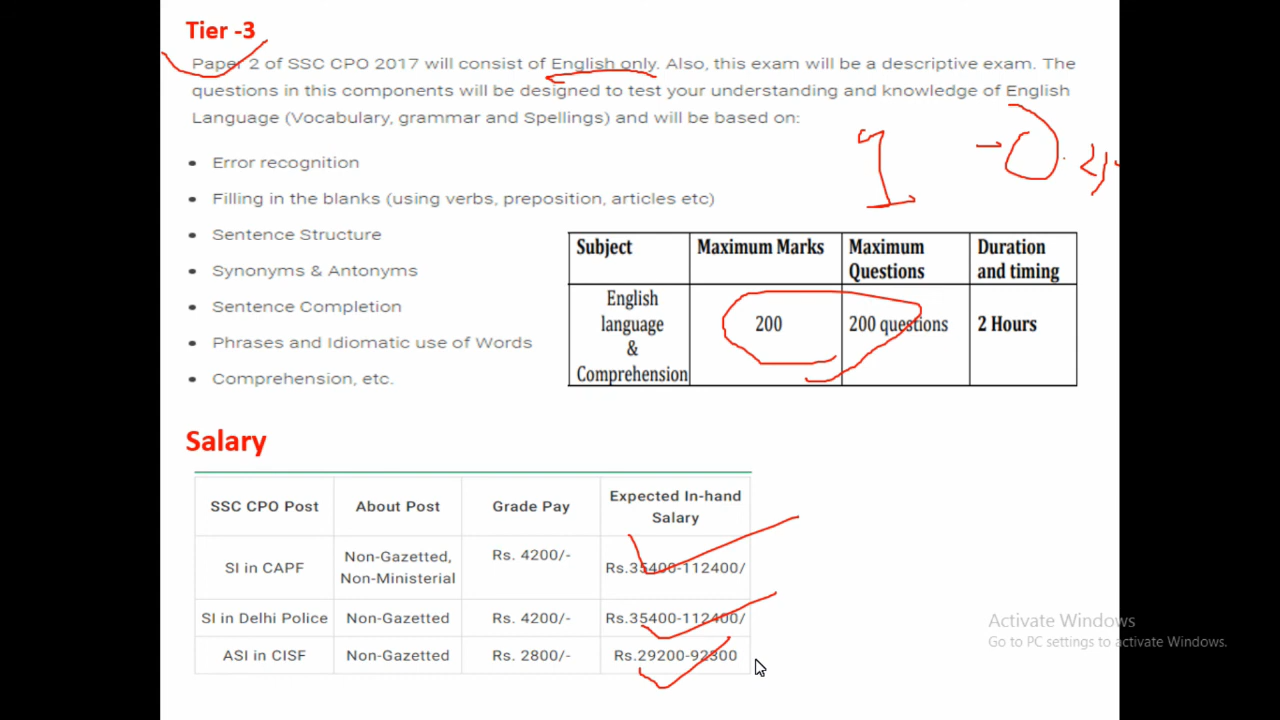 Tier -3
Paper 2 of SSC CPO 2017 will consist of English only. Also, this exam will be a descriptive exam. The
questions in this components will be designed to test your understanding and knowledge of English
Language (Vocabulary, grammar and Spellings) and will be based on:
• Error recognition
• Filling in the blanks (using verbs, preposition, articles etc)
• Sentence Structure
• Synonyms & Antonyms
• Sentence Completion
• Phrases and Idiomatic use of Words
• Comprehension, etc.
Subject Maximum Marks Maximum Questions Duration and timing
English language & Comprehension 200 200 questions 2 Hours
Salary
SSC CPO Post About Post Grade Pay Expected In-hand Salary
SI in CAPF Non-Gazetted, Non-Ministerial Rs. 4200/- Rs.35400-112400/
SI in Delhi Police Non-Gazetted Rs. 4200/- Rs.35400-112400/
ASI in CISF Non-Gazetted Rs. 2800/- Rs.29200-92300
Activate Windows
Go to PC settings to activate Windows.